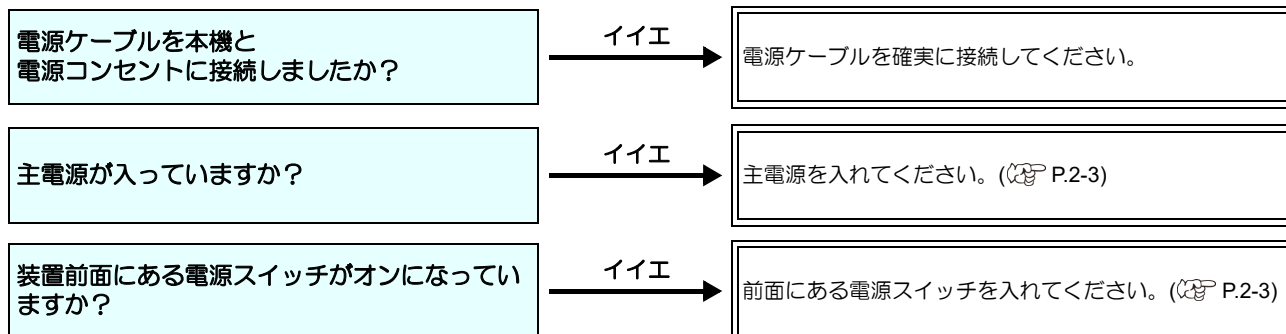 電源ケーブルを本機と
電源コンセントに接続しましたか？
イイエ
電源ケーブルを確実に接続してください。
主電源が入っていますか？
イイエ
主電源を入れてください。( P.2-3)
装置前面にある電源スイッチがオンになってい
ますか？
イイエ
前面にある電源スイッチを入れてください。( P.2-3)